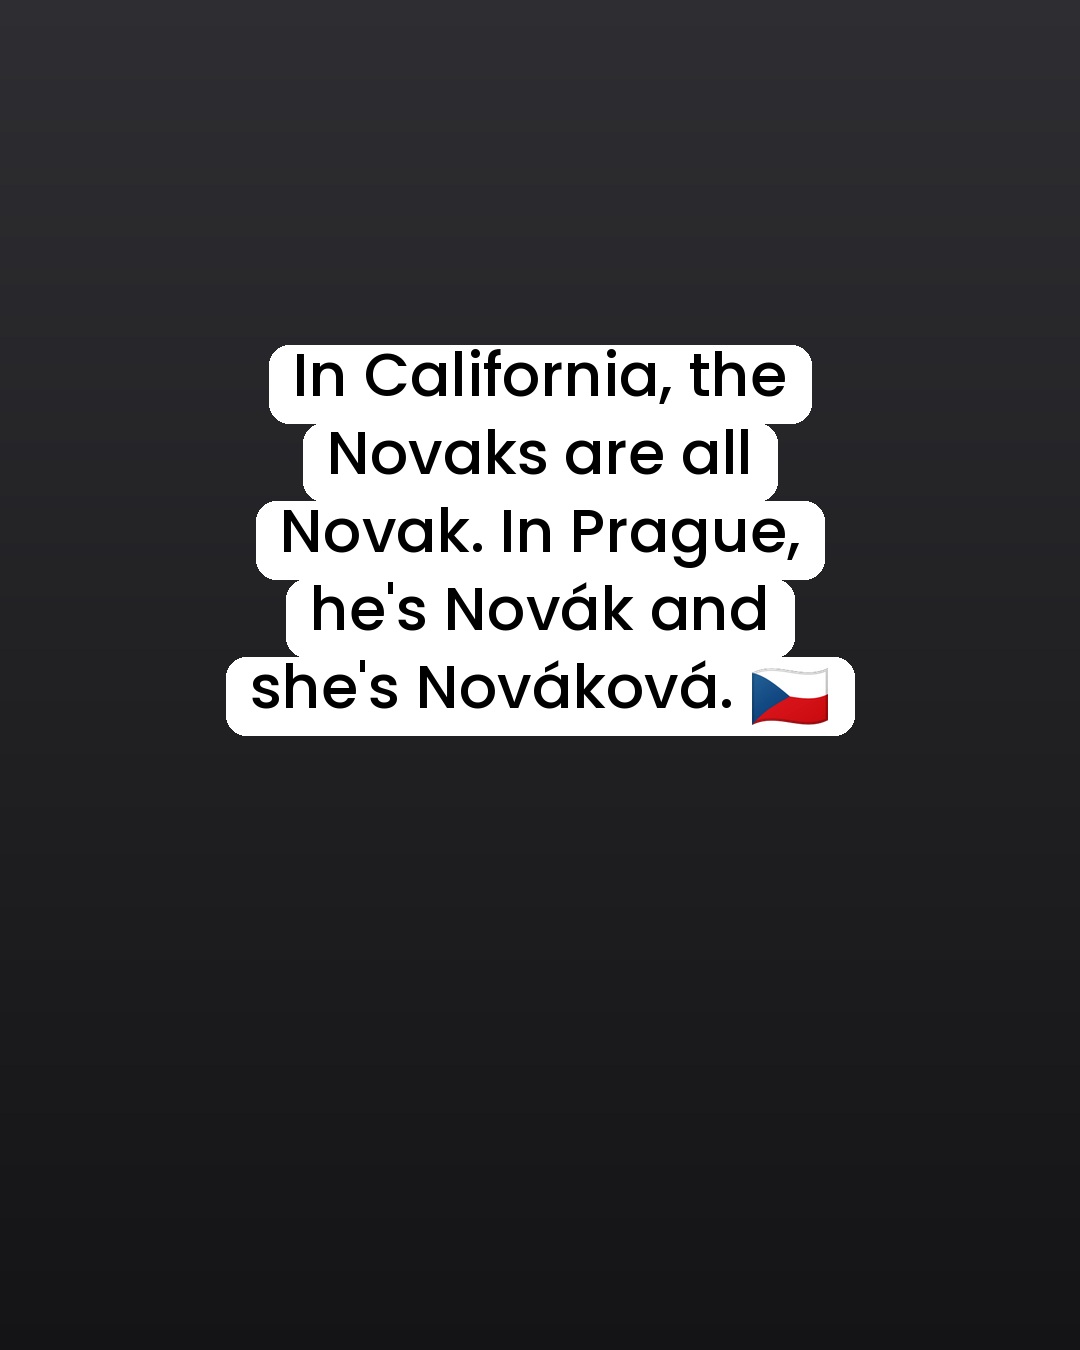 In California, the
Novaks are all
Novak. In Prague,
he's Novák and
she's Nováková. 🇨🇿